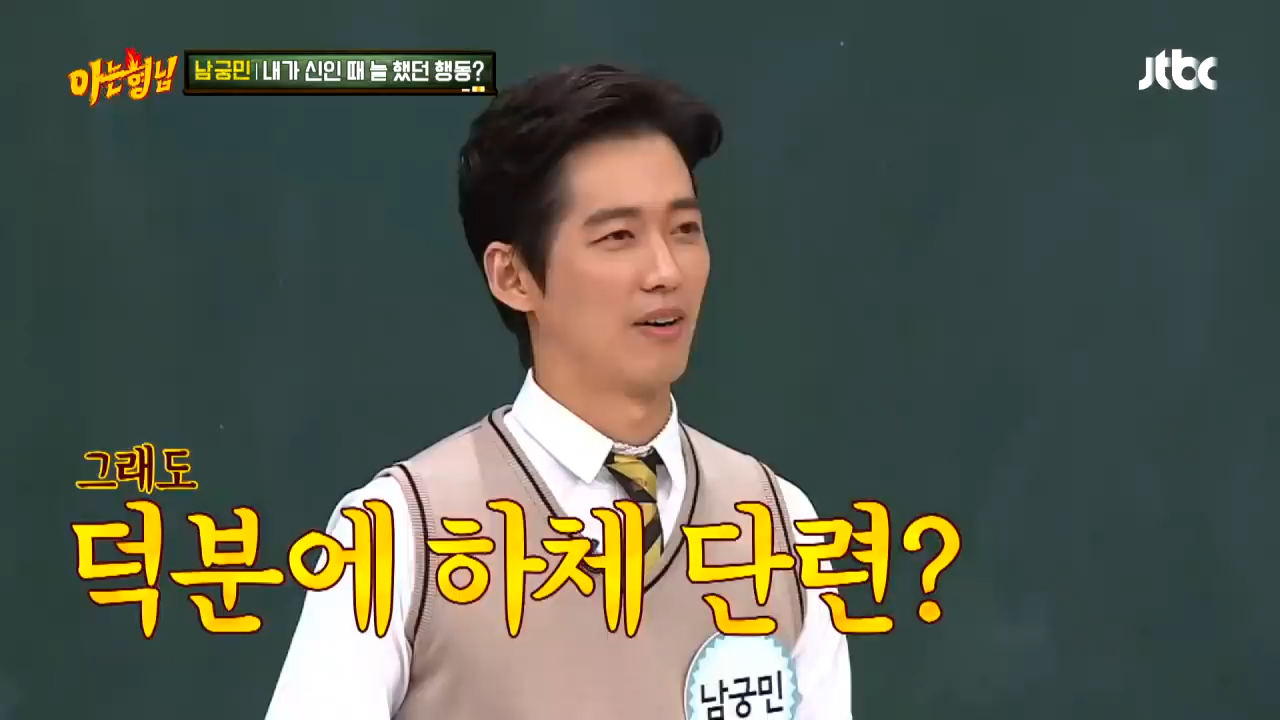 아는형님
남궁민 | 내가 신인 때 늘 했던 행동?
jtbc
그래도
덕분에 하체 단련?
남궁민